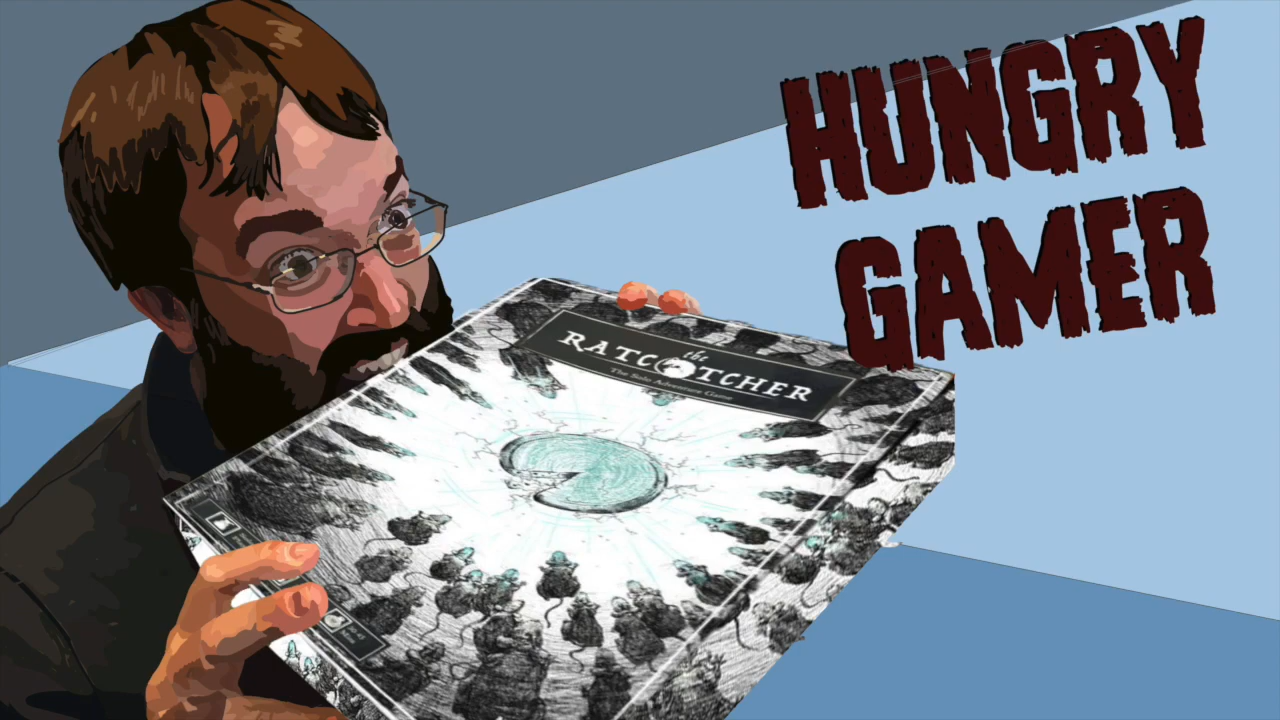 HUNGRY
GAMER
the
RATCATCHER
The Solo Adventure Game